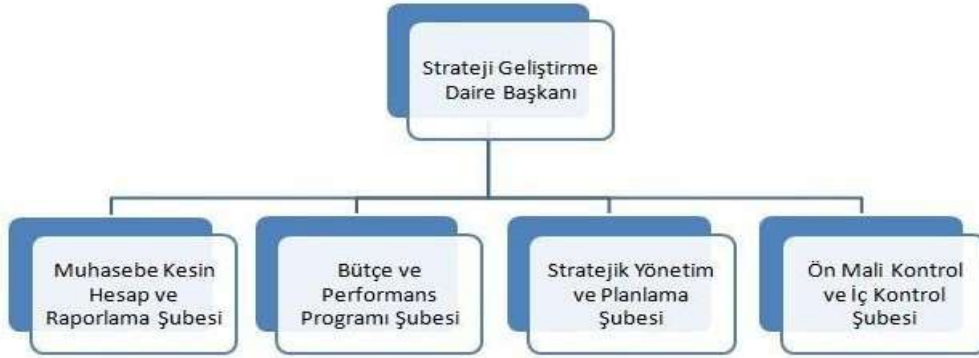 Strateji Geliştirme
Daire Başkanı
Muhasebe Kesin
Hesap ve
Raporlama Şubesi
Bütçe ve
Performans
Programı Şubesi
Stratejik Yönetim
ve Planlama
Şubesi
Ön Mali Kontrol
ve İç Kontrol
Şubesi